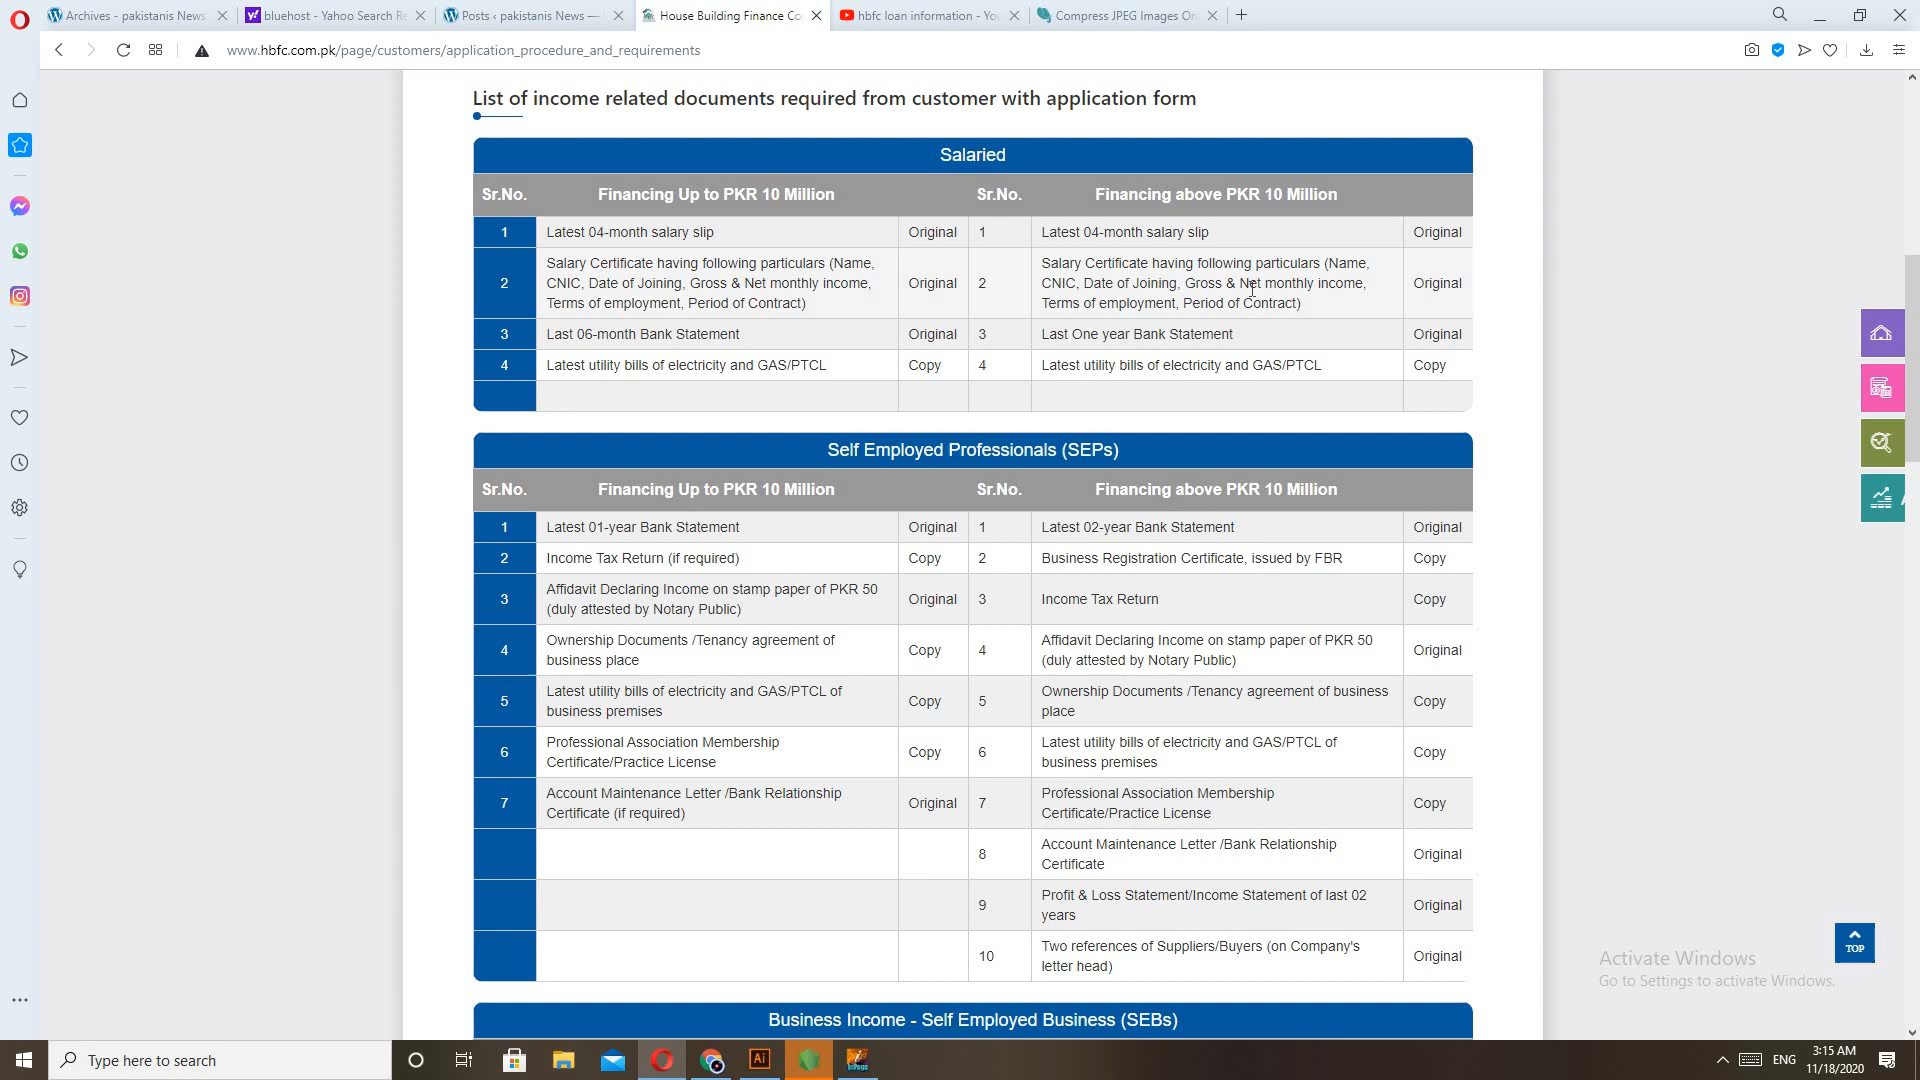 Archives - pakistanis News
bluehost - Yahoo Search Re
Posts ‹ pakistanis News —
House Building Finance Co
hbfc loan information - You
Compress JPEG Images On
www.hbfc.com.pk/page/customers/application_procedure_and_requirements
List of income related documents required from customer with application form
Salaried
Sr.No. Financing Up to PKR 10 Million Sr.No. Financing above PKR 10 Million
1 Latest 04-month salary slip Original 1 Latest 04-month salary slip Original
2 Salary Certificate having following particulars (Name,
CNIC, Date of Joining, Gross & Net monthly income,
Terms of employment, Period of Contract) Original 2 Salary Certificate having following particulars (Name,
CNIC, Date of Joining, Gross & Net monthly income,
Terms of employment, Period of Contract) Original
3 Last 06-month Bank Statement Original 3 Last One year Bank Statement Original
4 Latest utility bills of electricity and GAS/PTCL Copy 4 Latest utility bills of electricity and GAS/PTCL Copy
Self Employed Professionals (SEPs)
Sr.No. Financing Up to PKR 10 Million Sr.No. Financing above PKR 10 Million
1 Latest 01-year Bank Statement Original 1 Latest 02-year Bank Statement Original
2 Income Tax Return (if required) Copy 2 Business Registration Certificate, issued by FBR Copy
3 Affidavit Declaring Income on stamp paper of PKR 50
(duly attested by Notary Public) Original 3 Income Tax Return Copy
4 Ownership Documents /Tenancy agreement of
business place Copy 4 Affidavit Declaring Income on stamp paper of PKR 50
(duly attested by Notary Public) Original
5 Latest utility bills of electricity and GAS/PTCL of
business premises Copy 5 Ownership Documents /Tenancy agreement of business
place Copy
6 Professional Association Membership
Certificate/Practice License Copy 6 Latest utility bills of electricity and GAS/PTCL of
business premises Copy
7 Account Maintenance Letter /Bank Relationship
Certificate (if required) Original 7 Professional Association Membership
Certificate/Practice License Copy
8 Account Maintenance Letter /Bank Relationship
Certificate Original
9 Profit & Loss Statement/Income Statement of last 02
years Original
10 Two references of Suppliers/Buyers (on Company's
letter head) Original
Business Income - Self Employed Business (SEBs)
TOP
Activate Windows
Go to Settings to activate Windows.
Type here to search
Ai
ENG
3:15 AM
11/18/2020